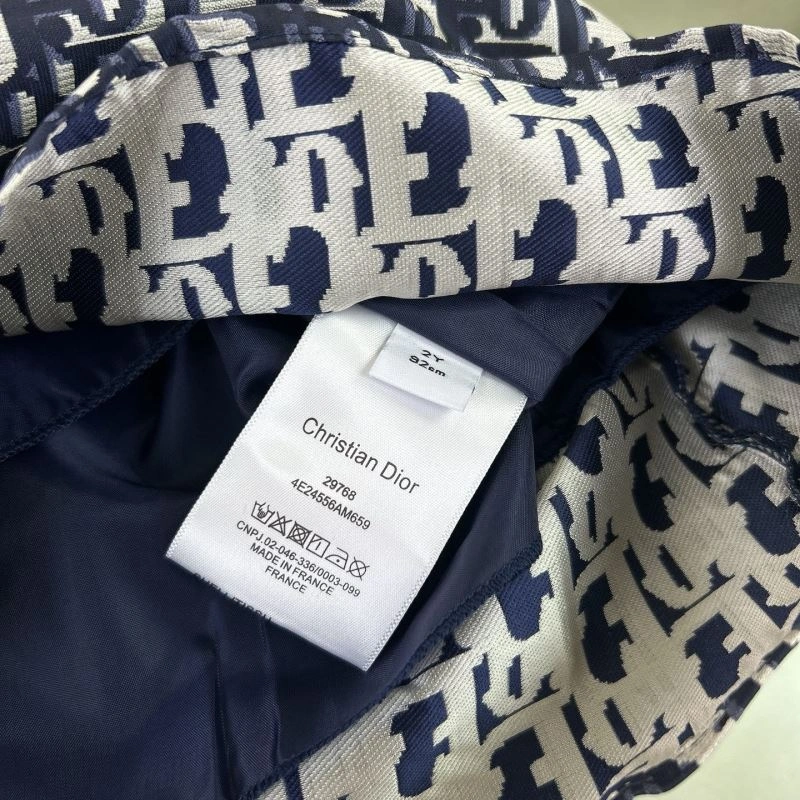 2Y
92cm
Christian Dior
29768
4E24556AM659
CNPJ.02-046-336/0003-099
MADE IN FRANCE
FRANCE